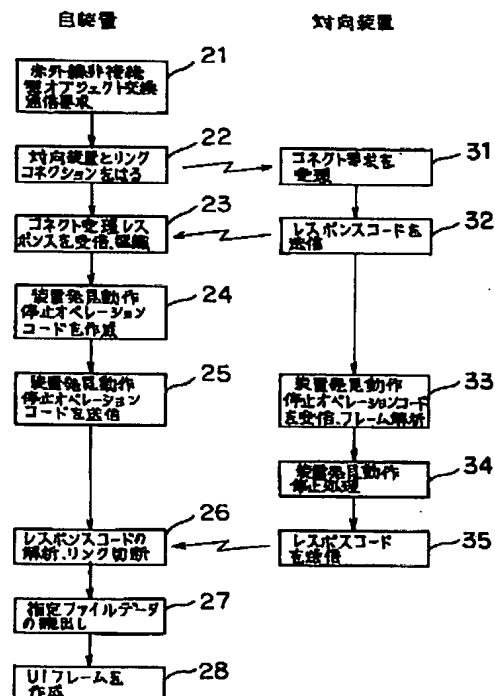 自装置
対向装置
21
赤外線非接続
型オブジェクト交換
通信要求
22
対向装置とリンク
コネクションをはる
31
コネクト要求を
受理
23
コネクト受理レス
ポンスを受信、認識
32
レスポンスコードを
送信
24
装置発見動作
停止オペレーション
コードを作成
25
装置発見動作
停止オペレーション
コードを送信
33
装置発見動作
停止オペレーションコード
を受信、フレーム解析
34
装置発見動作
停止処理
26
レスポンスコードの
解析、リンク切断
35
レスポスコード
を送信
27
指定ファイルデータ
の読出し
28
UIフレームを
作成